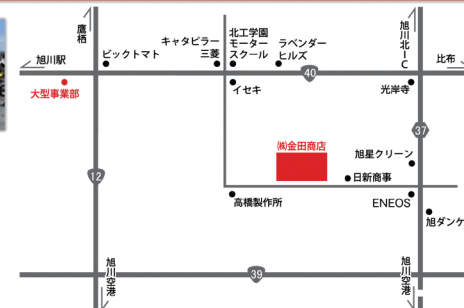 鷹栖
旭川駅
大型事業部
ビックトマト
キャタピラー
三菱
北工学園
モーター
スクール
ラベンダー
ヒルズ
旭川北IC
比布
40
イセキ
光岸寺
37
㈱金田商店
旭星クリーン
日新商事
12
高橋製作所
ENEOS
旭ダンケ
旭川空港
39
旭川空港